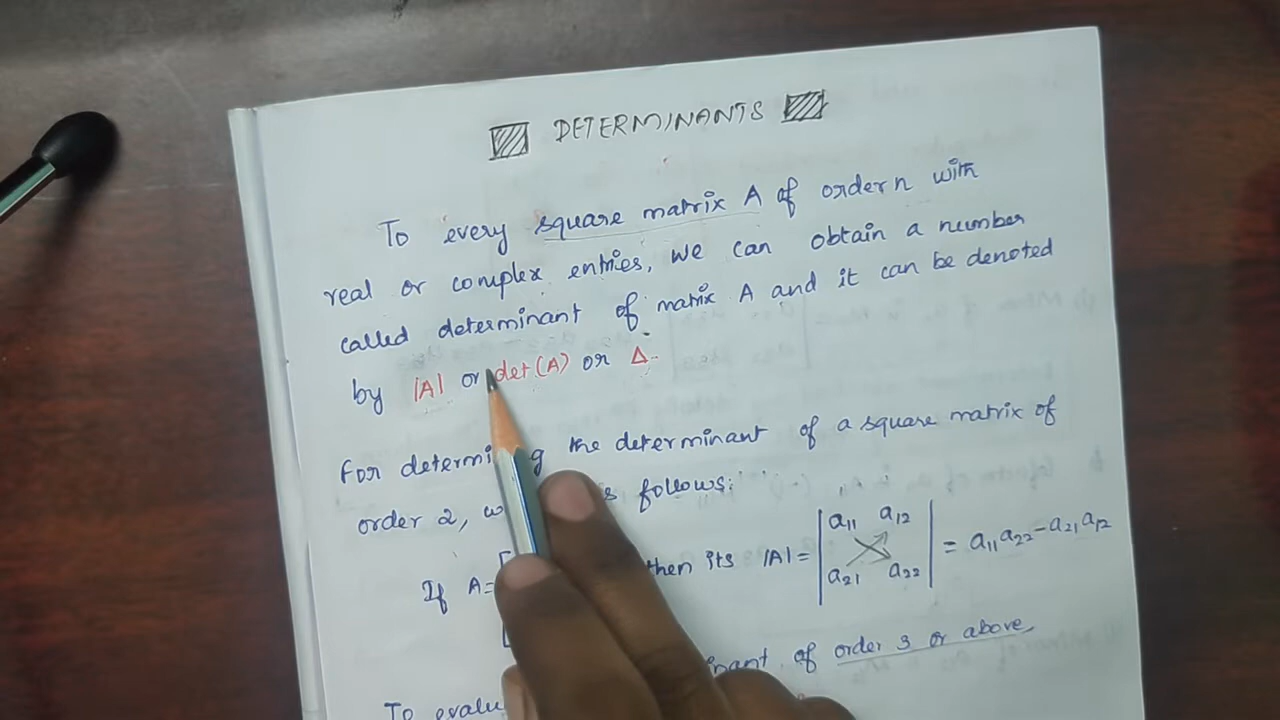 DETERMINANTS
To every square matrix A of order n with
real or complex entries, we can obtain a number
called determinant of matrix A and it can be denoted
by |A| or det(A) or Δ.
For determining the determinant of a square matrix of
order 2, follows:
If A= then its |A|= | a₁₁ a₁₂
a₂₁ a₂₂ | = a₁₁a₂₂-a₂₁a₁₂
of order 3 or above,
To